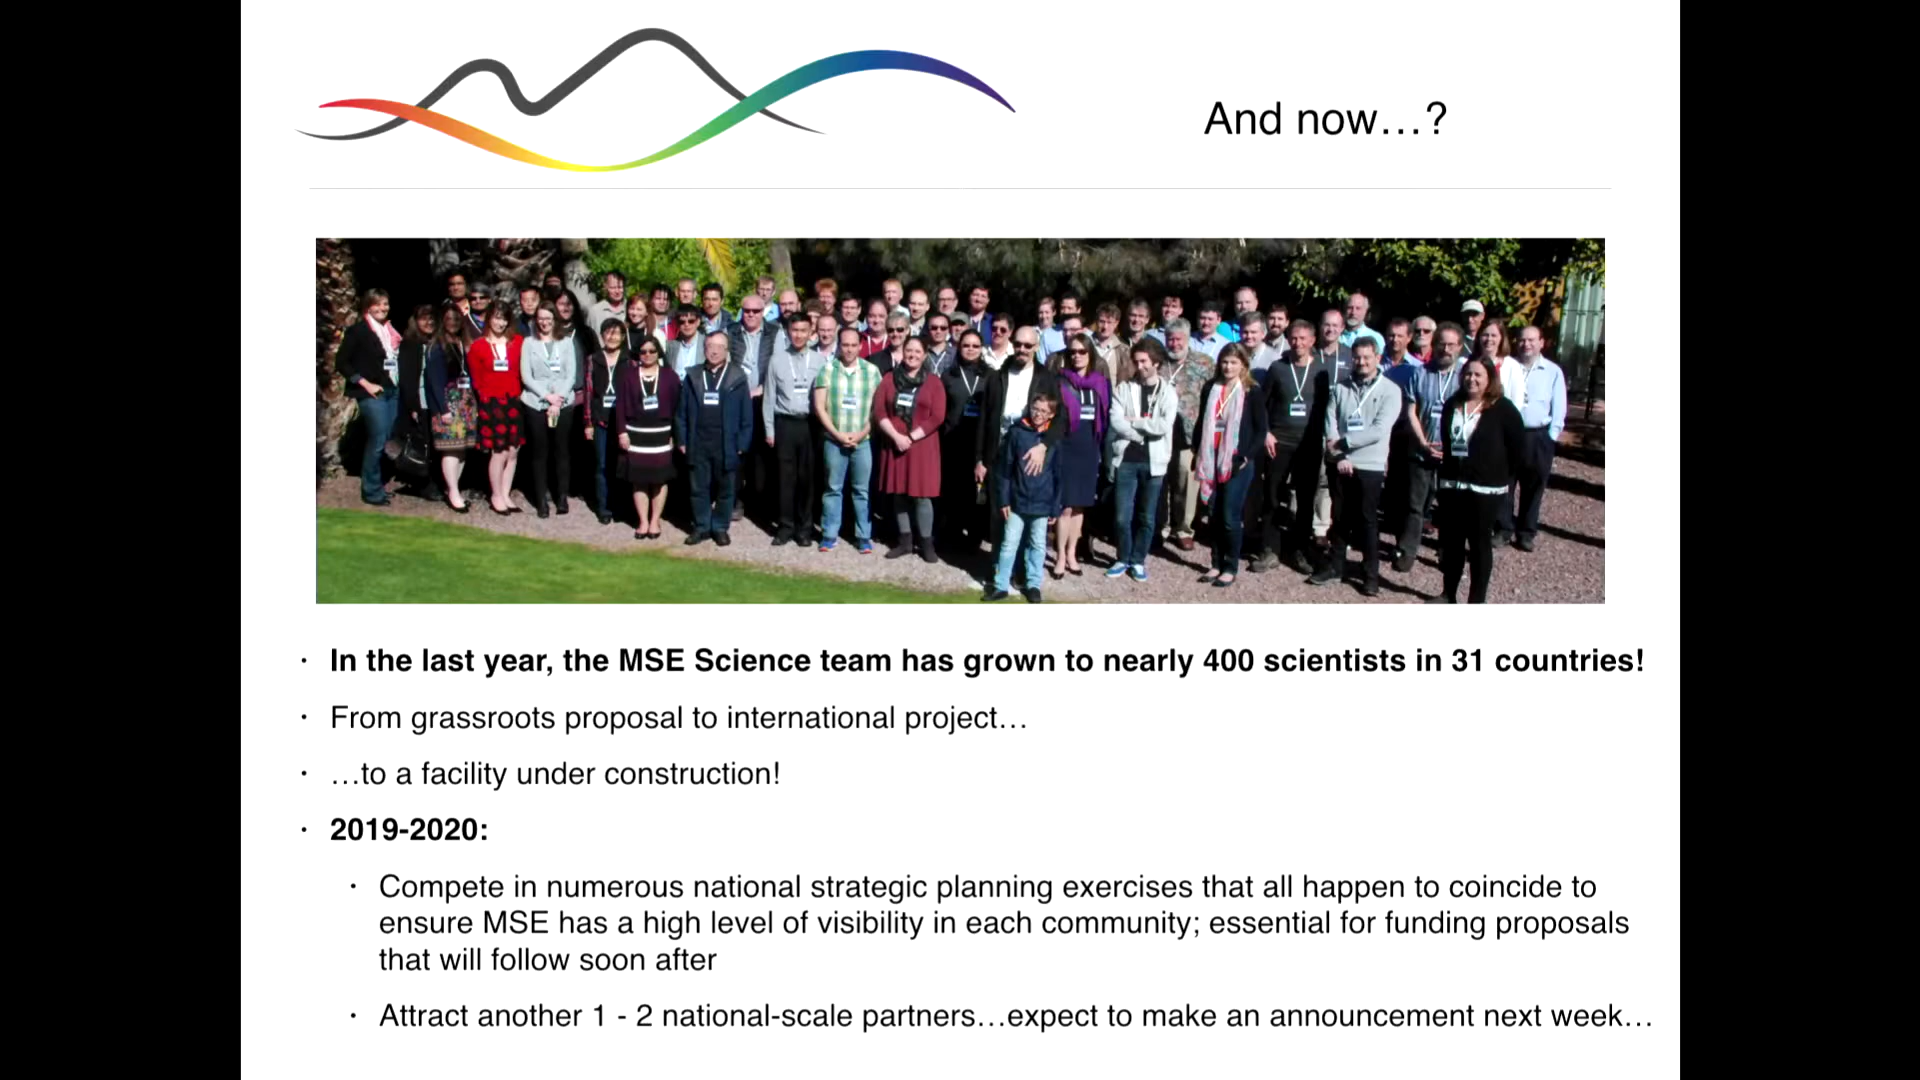 And now…?
· In the last year, the MSE Science team has grown to nearly 400 scientists in 31 countries!
· From grassroots proposal to international project…
· …to a facility under construction!
· 2019-2020:
· Compete in numerous national strategic planning exercises that all happen to coincide to
ensure MSE has a high level of visibility in each community; essential for funding proposals
that will follow soon after
· Attract another 1 - 2 national-scale partners…expect to make an announcement next week…